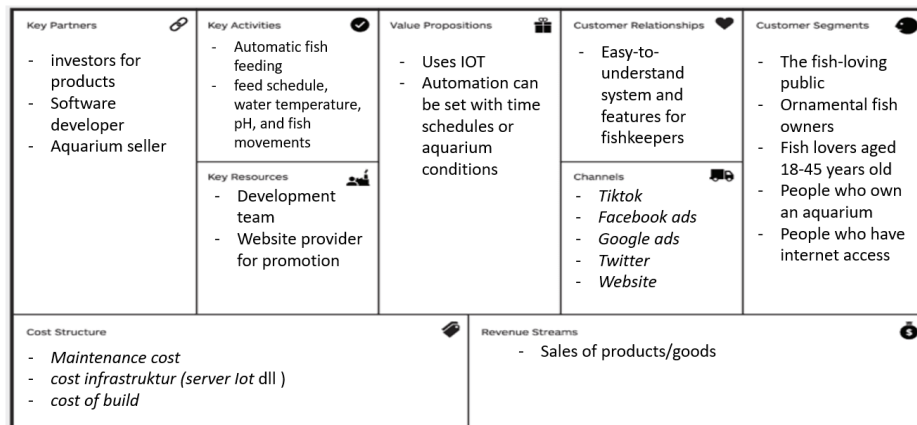 Key Partners
- investors for
products
- Software
developer
- Aquarium seller
Key Activities
- Automatic fish
feeding
- feed schedule,
water temperature,
pH, and fish
movements
Key Resources
- Development
team
- Website provider
for promotion
Value Propositions
- Uses IOT
- Automation can
be set with time
schedules or
aquarium
conditions
Customer Relationships
- Easy-to-
understand
system and
features for
fishkeepers
Channels
- Tiktok
- Facebook ads
- Google ads
- Twitter
- Website
Customer Segments
- The fish-loving
public
- Ornamental fish
owners
- Fish lovers aged
18-45 years old
- People who own
an aquarium
- People who have
internet access
Cost Structure
- Maintenance cost
- cost infrastruktur (server Iot dll )
- cost of build
Revenue Streams
- Sales of products/goods